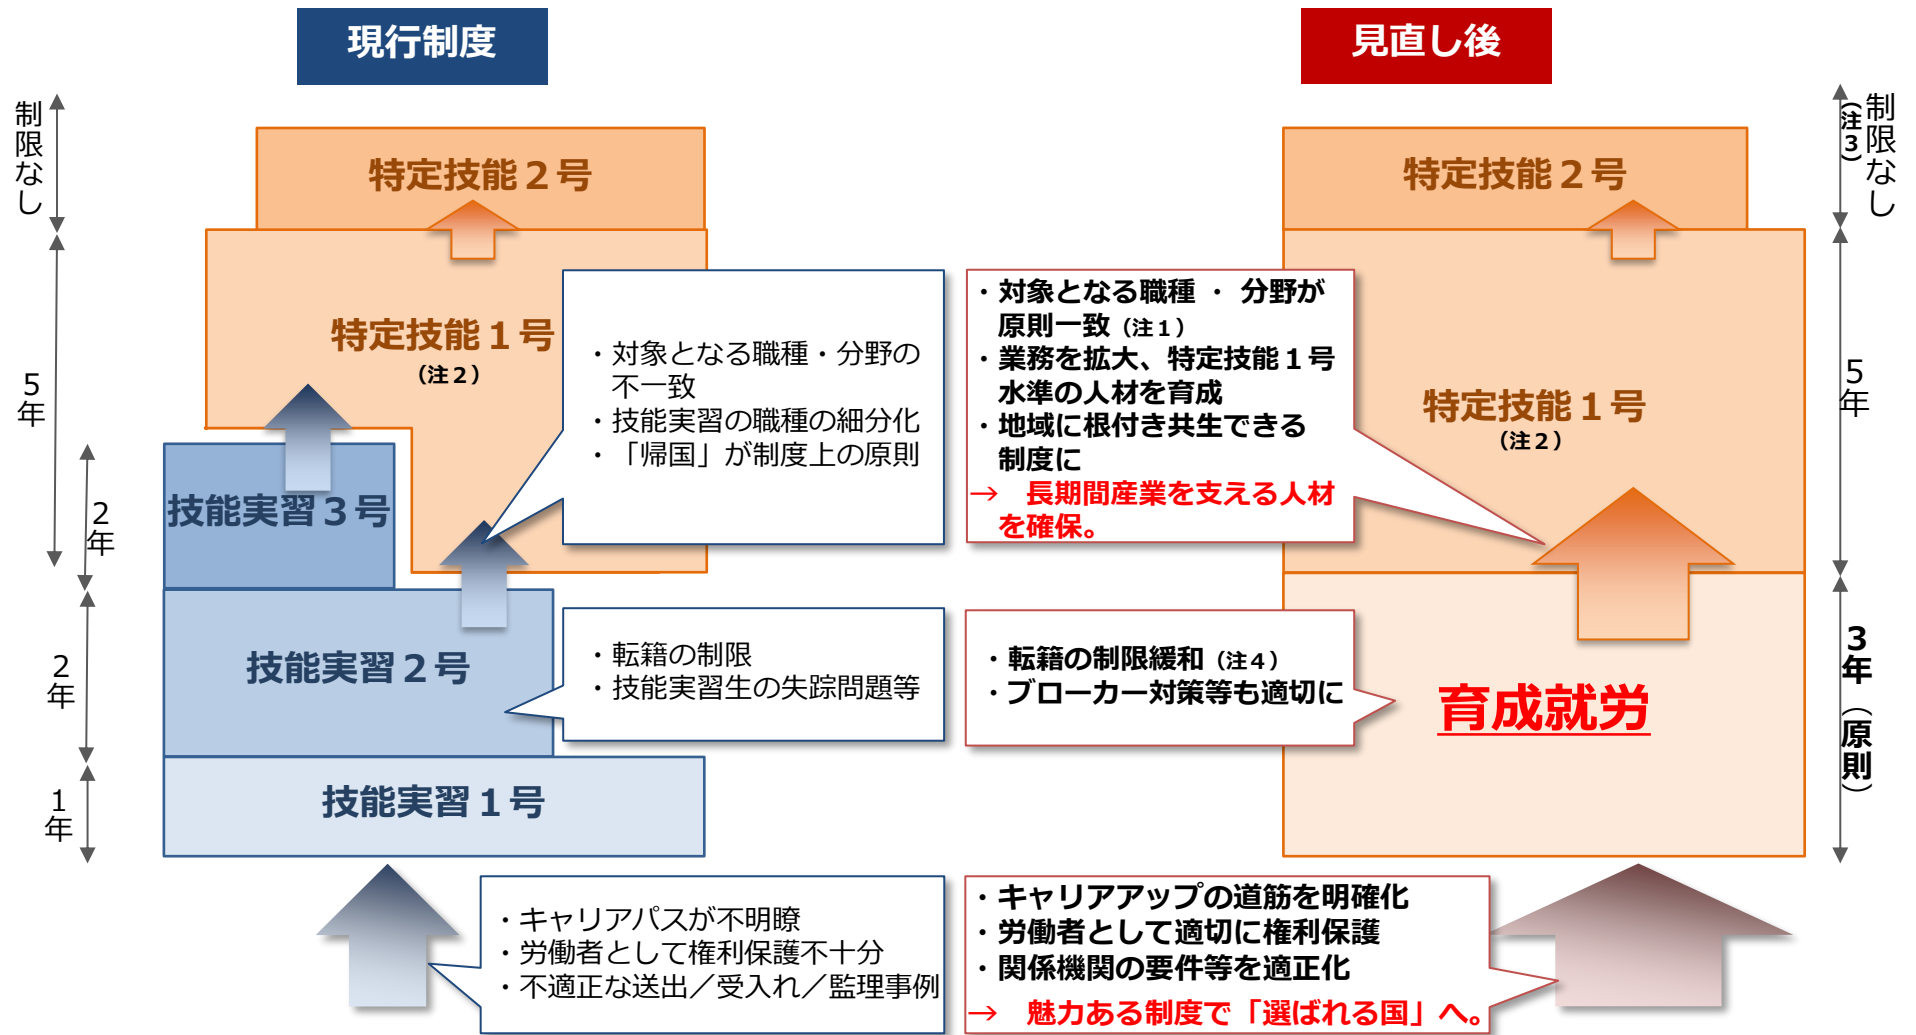 現行制度
見直し後
制限なし
5年
2年
2年
1年
特定技能２号
特定技能１号
（注２）
技能実習３号
技能実習２号
技能実習１号
・対象となる職種・分野の
不一致
・技能実習の職種の細分化
・「帰国」が制度上の原則
・転籍の制限
・技能実習生の失踪問題等
・キャリアパスが不明瞭
・労働者として権利保護不十分
・不適正な送出／受入れ／監理事例
・対象となる職種 ・ 分野が
原則一致（注１）
・業務を拡大、特定技能１号
水準の人材を育成
・地域に根付き共生できる
制度に
→ 長期間産業を支える人材
を確保。
・転籍の制限緩和（注４）
・ブローカー対策等も適切に
・キャリアアップの道筋を明確化
・労働者として適切に権利保護
・関係機関の要件等を適正化
→ 魅力ある制度で「選ばれる国」へ。
特定技能２号
特定技能１号
（注２）
育成就労
制限なし
（注３）
5年
3年（原則）